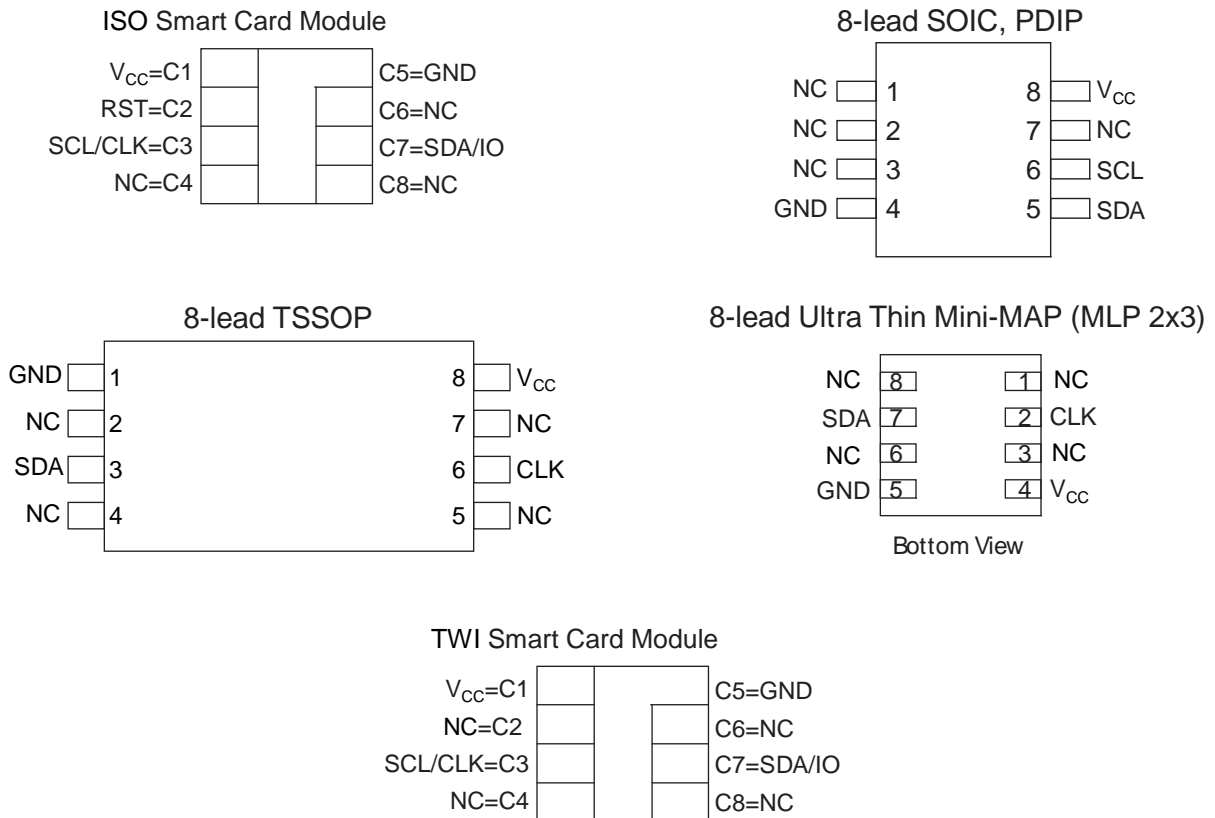 ISO Smart Card Module
V_CC=C1
C5=GND
RST=C2
C6=NC
SCL/CLK=C3
C7=SDA/IO
NC=C4
C8=NC
8-lead SOIC, PDIP
NC 1 8 V_CC
NC 2 7 NC
NC 3 6 SCL
GND 4 5 SDA
8-lead TSSOP
GND 1 8 V_CC
NC 2 7 NC
SDA 3 6 CLK
NC 4 5 NC
8-lead Ultra Thin Mini-MAP (MLP 2x3)
NC 8 1 NC
SDA 7 2 CLK
NC 6 3 NC
GND 5 4 V_CC
Bottom View
TWI Smart Card Module
V_CC=C1
C5=GND
NC=C2
C6=NC
SCL/CLK=C3
C7=SDA/IO
NC=C4
C8=NC